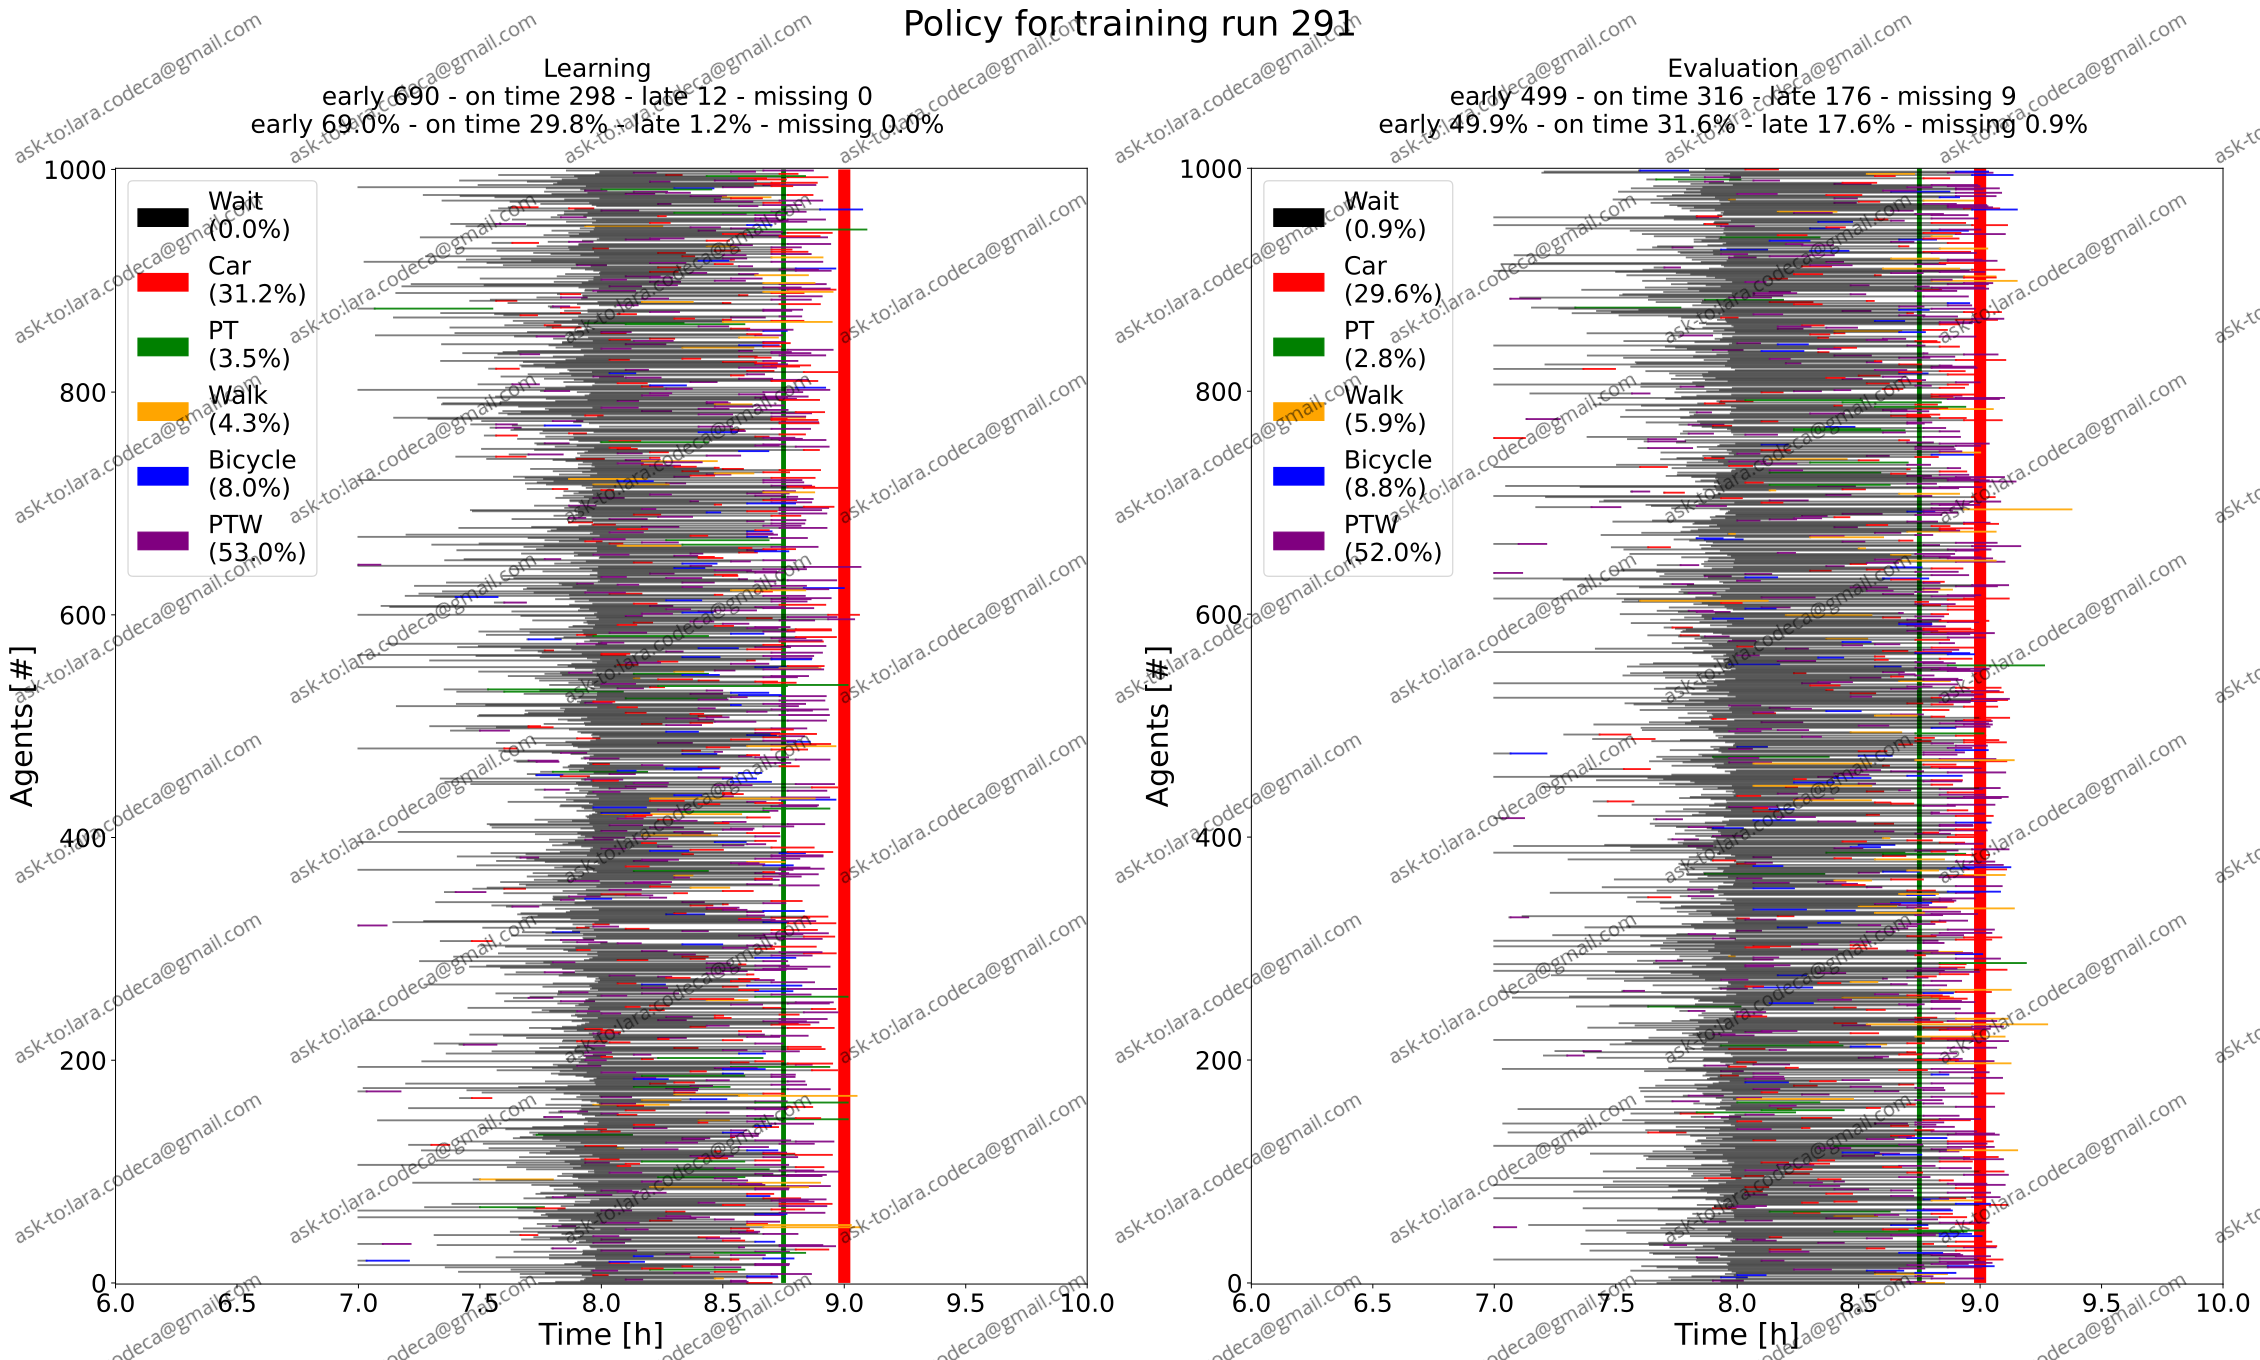 Policy for training run 291
Learning
early 690 - on time 298 - late 12 - missing 0
early 69.0% - on time 29.8% - late 1.2% - missing 0.0%
1000
800
600
400
200
0
Agents [#]
Wait
(0.0%)
Car
(31.2%)
PT
(3.5%)
Walk
(4.3%)
Bicycle
(8.0%)
PTW
(53.0%)
6.0 6.5 7.0 7.5 8.0 8.5 9.0 9.5 10.0
Time [h]
Evaluation
early 499 - on time 316 - late 176 - missing 9
early 49.9% - on time 31.6% - late 17.6% - missing 0.9%
1000
800
600
400
200
0
Agents [#]
Wait
(0.9%)
Car
(29.6%)
PT
(2.8%)
Walk
(5.9%)
Bicycle
(8.8%)
PTW
(52.0%)
6.0 6.5 7.0 7.5 8.0 8.5 9.0 9.5 10.0
Time [h]
ask-to:lara.codeca@gmail.com